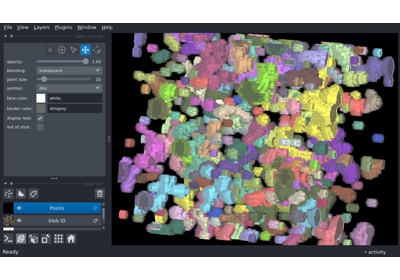 File View Layers Plugins Window Help
opacity: 1.00
blending: translucent
point size: 10
symbol: disc
face color: white
border color: dimgrey
display text:
out of slice:
Points
blob ID
Ready
activity